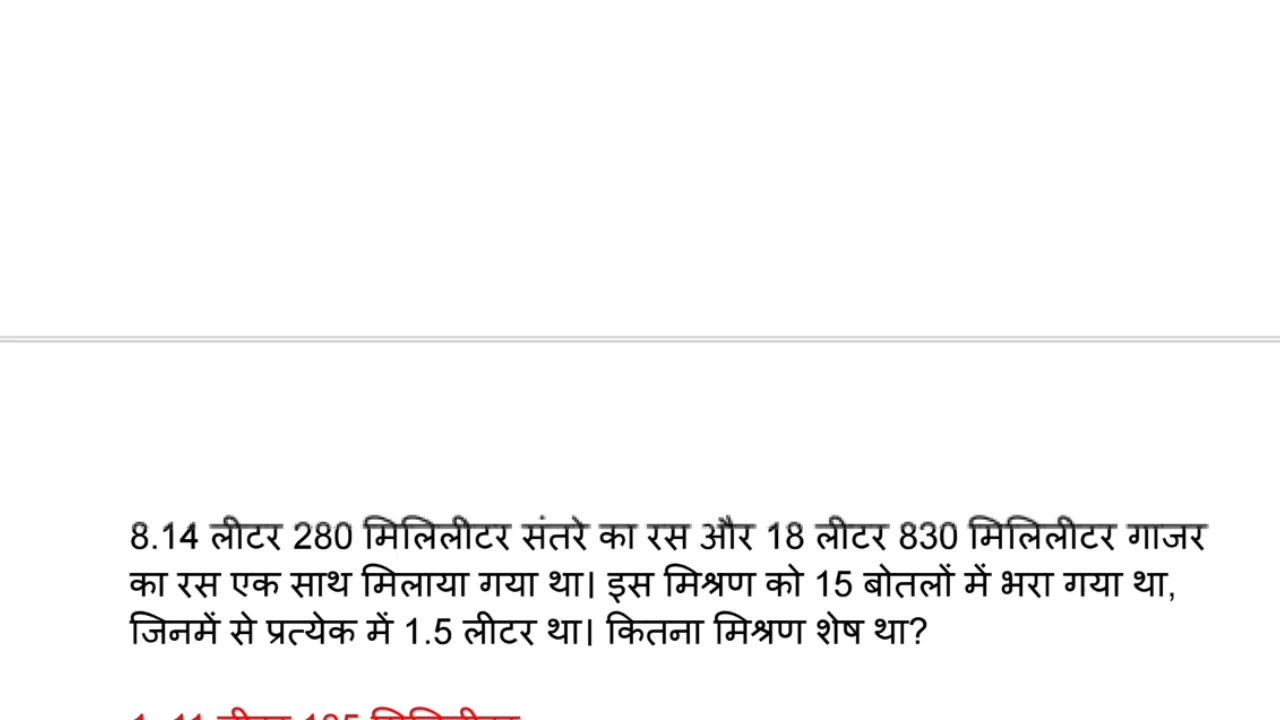 8.14 लीटर 280 मिलिलीटर संतरे का रस और 18 लीटर 830 मिलिलीटर गाजर
का रस एक साथ मिलाया गया था। इस मिश्रण को 15 बोतलों में भरा गया था,
जिनमें से प्रत्येक में 1.5 लीटर था। कितना मिश्रण शेष था?